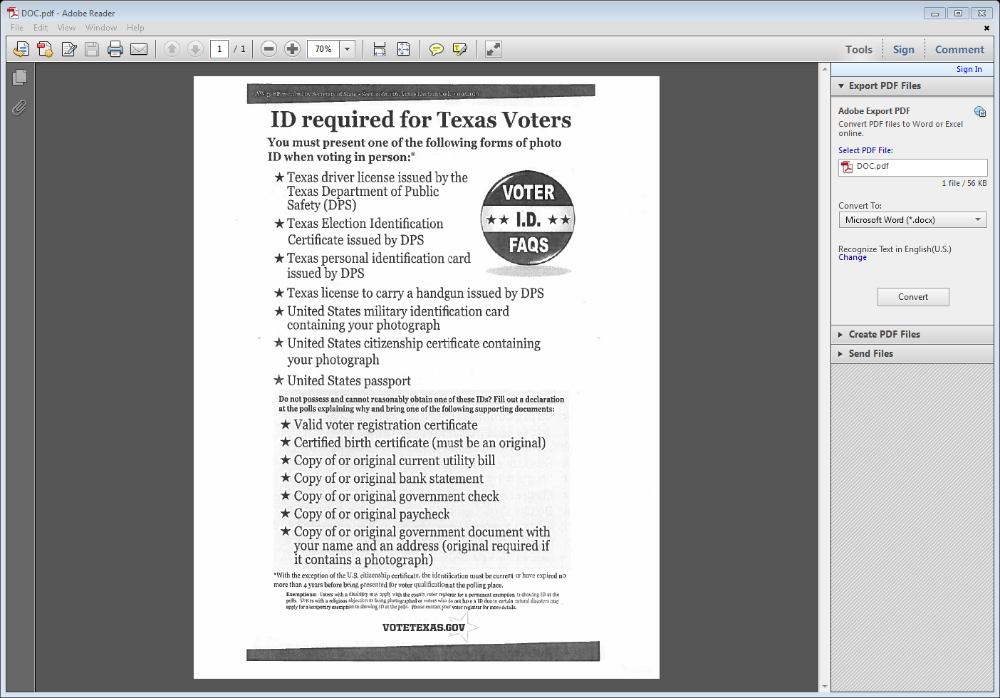 DOC.pdf - Adobe Reader
File Edit View Window Help
1 / 1 70% Tools Sign Comment
Sign In
Export PDF Files
Adobe Export PDF
Convert PDF files to Word or Excel
online.
Select PDF File:
DOC.pdf
1 file / 56 KB
Convert To:
Microsoft Word (*.docx)
Recognize Text in English(U.S.)
Change
Convert
Create PDF Files
Send Files
Prescribed by Secretary of State • Section Texas Election Code • 09/2016
ID required for Texas Voters
You must present one of the following forms of photo
ID when voting in person:*
★ Texas driver license issued by the
Texas Department of Public
Safety (DPS)
★ Texas Election Identification
Certificate issued by DPS
★ Texas personal identification card
issued by DPS
★ Texas license to carry a handgun issued by DPS
★ United States military identification card
containing your photograph
★ United States citizenship certificate containing
your photograph
★ United States passport
VOTER
★★ I.D. ★★
FAQS
Do not possess and cannot reasonably obtain one of these IDs? Fill out a declaration
at the polls explaining why and bring one of the following supporting documents:
★ Valid voter registration certificate
★ Certified birth certificate (must be an original)
★ Copy of or original current utility bill
★ Copy of or original bank statement
★ Copy of or original government check
★ Copy of or original paycheck
★ Copy of or original government document with
your name and an address (original required if
it contains a photograph)
*With the exception of the U.S. citizenship certificate, the identification must be current or have expired no
more than 4 years before being presented for voter qualification at the polling place.
Exemptions: Voters with a disability may apply with the county voter registrar for a permanent exemption to showing ID at the
polls. Voters with a religious objection to being photographed or voters who do not have a ID due to certain natural disasters may
apply for a temporary exemption to showing ID at the polls. Please contact your voter registrar for more details.
VOTETEXAS.GOV